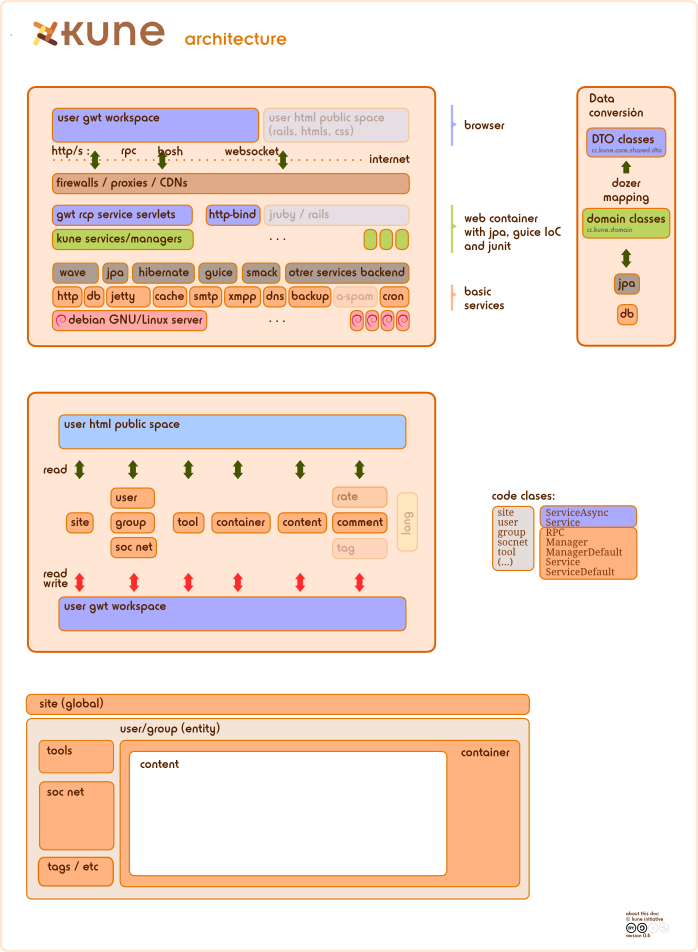 kune architecture
user gwt workspace
user html public space
(rails, htmls, css)
http/s :
rpc
bosh
websocket
internet
firewalls / proxies / CDNs
gwt rcp service servlets
http-bind
jruby / rails
kune services/managers
...
wave
jpa
hibernate
guice
smack
otrer services backend
http
db
jetty
cache
smtp
xmpp
dns
backup
a-spam
cron
debian GNU/Linux server
...
browser
web container
with jpa, guice IoC
and junit
basic
services
Data
conversión
DTO classes
cc.kune.core.shared.dto
dozer
mapping
domain classes
cc.kune.domain
jpa
db
user html public space
read
user
rate
site
group
tool
container
content
comment
lang
soc net
tag
read
write
user gwt workspace
code clases:
site
user
group
socnet
tool
(...)
ServiceAsync
Service
RPC
Manager
ManagerDefault
Service
ServiceDefault
site (global)
user/group (entity)
tools
soc net
tags / etc
content
container
about this doc
© kune initiative
version 0.6